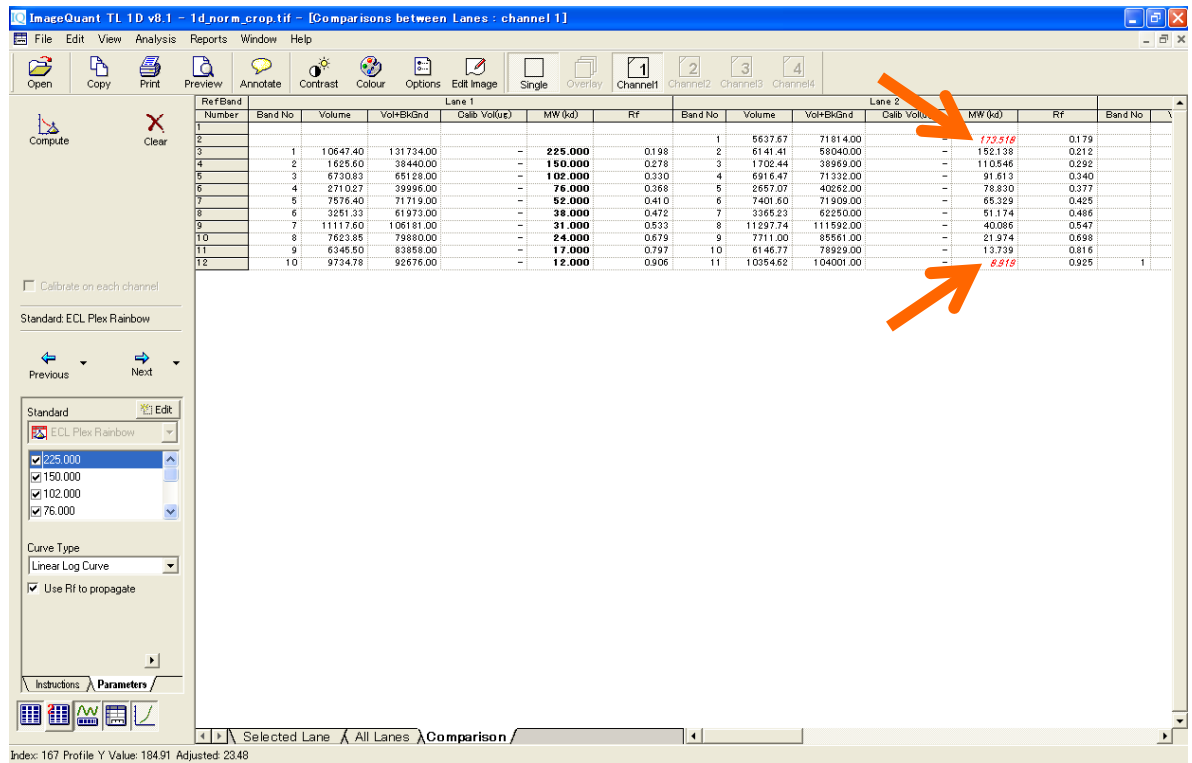 ImageQuant TL 1D v8.1 - 1d_norm_crop.tif - [Comparisons between Lanes : channel 1]
File Edit View Analysis Reports Window Help
Open Copy Print Preview Annotate Contrast Colour Options Edit Image Single Overlay Channel1 Channel2 Channel3 Channel4
1 2 3 4
Compute Clear
Calibrate on each channel
Standard: ECL Plex Rainbow
Previous Next
Standard Edit
ECL Plex Rainbow
225.000
150.000
102.000
76.000
Curve Type
Linear Log Curve
Use Rf to propagate
Instructions Parameters
RefBand Lane 1 Lane 2
Number Band No Volume Vol+BkGnd Calib Vol(ug) MW (kd) Rf Band No Volume Vol+BkGnd Calib MW (kd) Rf Band No
1
2 1 5637.67 71814.00 173.518 0.179
3 1 10647.40 131734.00 - 225.000 0.198 2 6141.41 58040.00 - 152.138 0.212
4 2 1625.60 38440.00 - 150.000 0.278 3 1702.44 38969.00 - 110.546 0.292
5 3 6730.83 65128.00 - 102.000 0.330 4 6916.47 71332.00 - 91.613 0.340
6 4 2710.27 39996.00 - 76.000 0.368 5 2657.07 40262.00 - 78.830 0.377
7 5 7576.40 71719.00 - 52.000 0.410 6 7401.60 71909.00 - 65.329 0.425
8 6 3251.33 61973.00 - 38.000 0.472 7 3365.23 62250.00 - 51.174 0.486
9 7 11117.60 106181.00 - 31.000 0.533 8 11297.74 111592.00 - 40.086 0.547
10 8 7623.85 79880.00 - 24.000 0.679 9 7711.00 85561.00 - 21.974 0.698
11 9 6345.50 83858.00 - 17.000 0.797 10 6146.77 78929.00 - 13.739 0.816
12 10 9734.78 92676.00 - 12.000 0.906 11 10354.62 104001.00 - 8.919 0.925 1
Selected Lane All Lanes Comparison
Index: 167 Profile Y Value: 184.91 Adjusted: 23.48